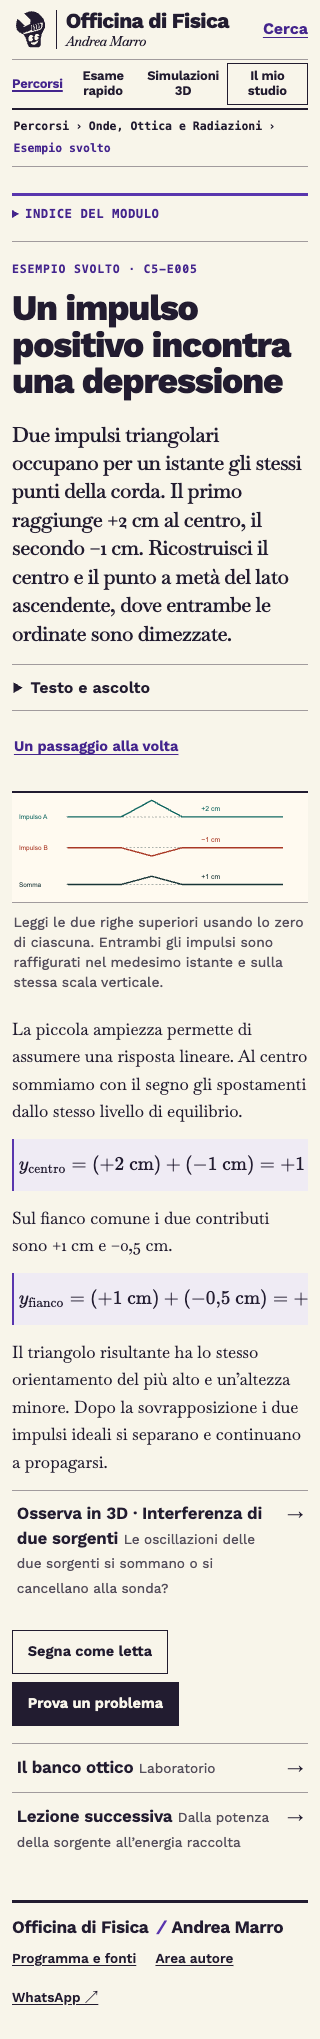 Officina di Fisica
Andrea Marro
Cerca
Percorsi
Esame rapido
Simulazioni 3D
Il mio studio
Percorsi › Onde, Ottica e Radiazioni ›
Esempio svolto
▶ INDICE DEL MODULO
ESEMPIO SVOLTO · C5–E005
Un impulso
positivo incontra
una depressione
Due impulsi triangolari
occupano per un istante gli stessi
punti della corda. Il primo
raggiunge +2 cm al centro, il
secondo −1 cm. Ricostruisci il
centro e il punto a metà del lato
ascendente, dove entrambe le
ordinate sono dimezzate.
▶ Testo e ascolto
Un passaggio alla volta
Impulso A
+2 cm
Impulso B
−1 cm
Somma
+1 cm
Leggi le due righe superiori usando lo zero
di ciascuna. Entrambi gli impulsi sono
raffigurati nel medesimo istante e sulla
stessa scala verticale.
La piccola ampiezza permette di
assumere una risposta lineare. Al centro
sommiamo con il segno gli spostamenti
dallo stesso livello di equilibrio.
y centro = (+2 cm) + (−1 cm) = +1
Sul fianco comune i due contributi
sono +1 cm e −0,5 cm.
y fianco = (+1 cm) + (−0,5 cm) = +
Il triangolo risultante ha lo stesso
orientamento del più alto e un’altezza
minore. Dopo la sovrapposizione i due
impulsi ideali si separano e continuano
a propagarsi.
Osserva in 3D · Interferenza di →
due sorgenti Le oscillazioni delle
due sorgenti si sommano o si
cancellano alla sonda?
Segna come letta
Prova un problema
Il banco ottico Laboratorio →
Lezione successiva Dalla potenza →
della sorgente all’energia raccolta
Officina di Fisica / Andrea Marro
Programma e fonti Area autore
WhatsApp ↗